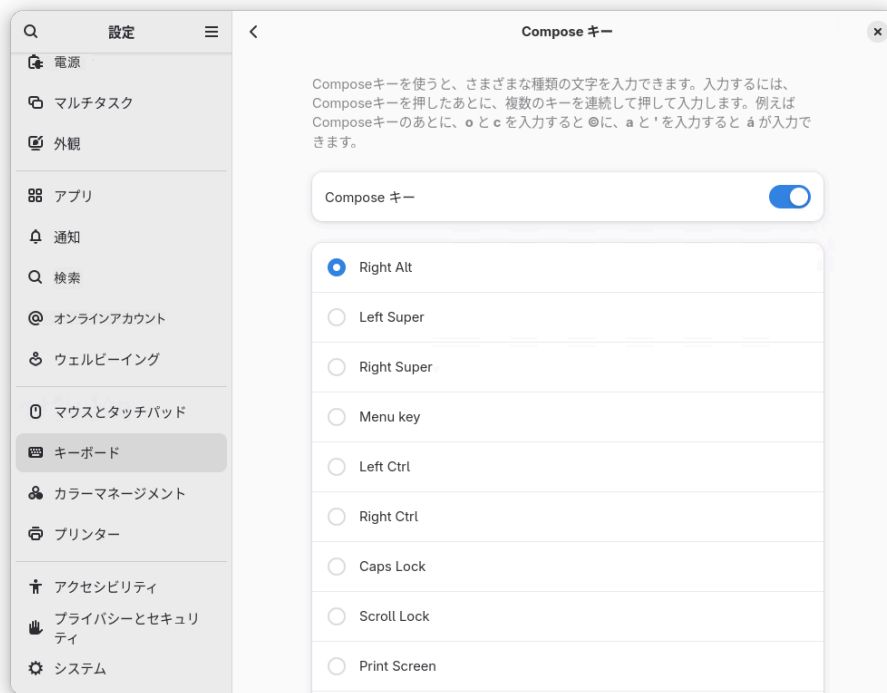 設定
電源
マルチタスク
外観
アプリ
通知
検索
オンラインアカウント
ウェルビーイング
マウスとタッチパッド
キーボード
カラーマネージメント
プリンター
アクセシビリティ
プライバシーとセキュリ
ティ
システム
Compose キー
Composeキーを使うと、さまざまな種類の文字を入力できます。入力するには、
Composeキーを押したあとに、複数のキーを連続して押して入力します。例えば
Composeキーのあとに、o と c を入力すると ©に、a と ' を入力すると á が入力で
きます。
Compose キー
Right Alt
Left Super
Right Super
Menu key
Left Ctrl
Right Ctrl
Caps Lock
Scroll Lock
Print Screen